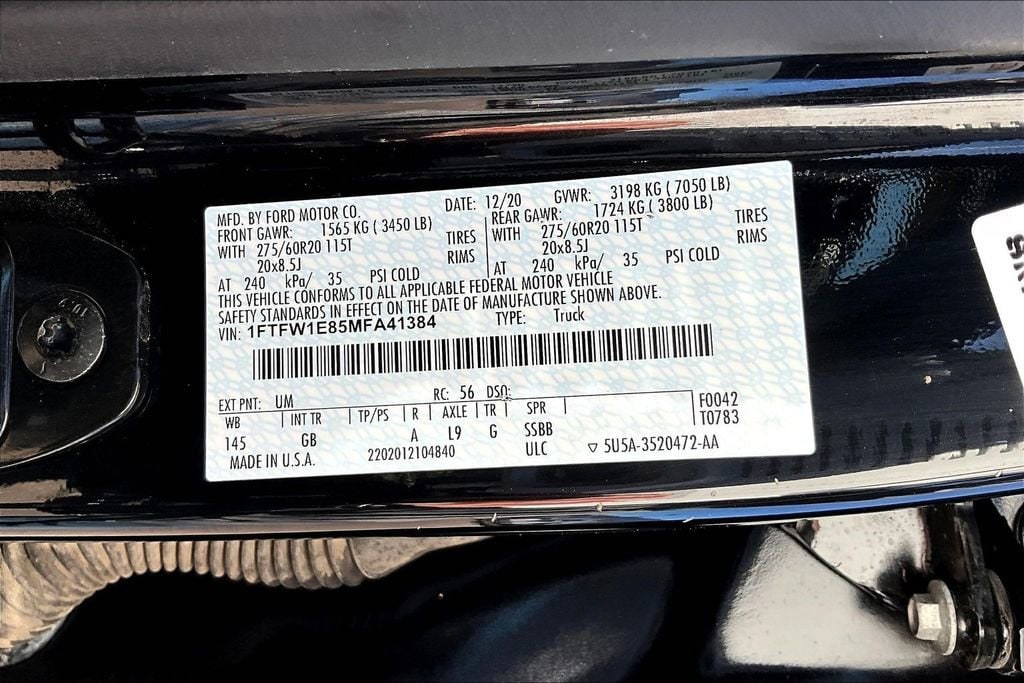 MFD. BY FORD MOTOR CO. DATE: 12/20 GVWR: 3198 KG ( 7050 LB)
FRONT GAWR: 1565 KG ( 3450 LB) REAR GAWR: 1724 KG ( 3800 LB)
WITH 275/60R20 115T TIRES WITH 275/60R20 115T TIRES
20x8.5J RIMS 20x8.5J RIMS
AT 240 kPa/ 35 PSI COLD AT 240 kPa/ 35 PSI COLD
THIS VEHICLE CONFORMS TO ALL APPLICABLE FEDERAL MOTOR VEHICLE
SAFETY STANDARDS IN EFFECT ON THE DATE OF MANUFACTURE SHOWN ABOVE.
VIN: 1FTFW1E85MFA41384 TYPE: Truck
EXT PNT: UM RC: 56 DSO: F0042
WB INT TR TP/PS R AXLE TR SPR T0783
145 GB A L9 G SSBB
MADE IN U.S.A. 2202012104840 ULC ▽ 5U5A-3520472-AA